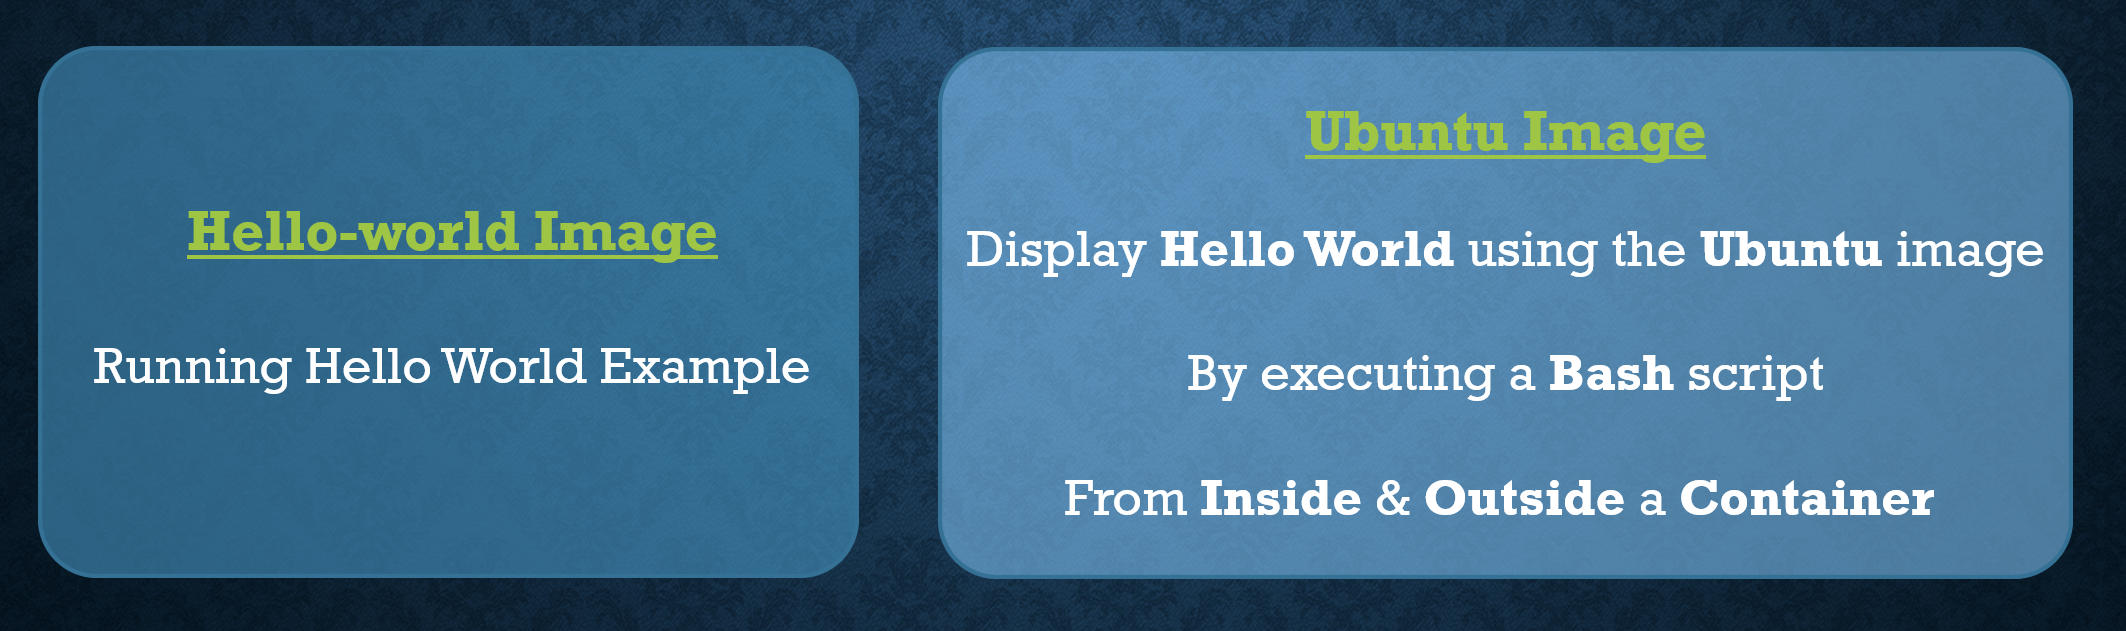 Hello-world Image
Running Hello World Example
Ubuntu Image
Display Hello World using the Ubuntu image
By executing a Bash script
From Inside & Outside a Container